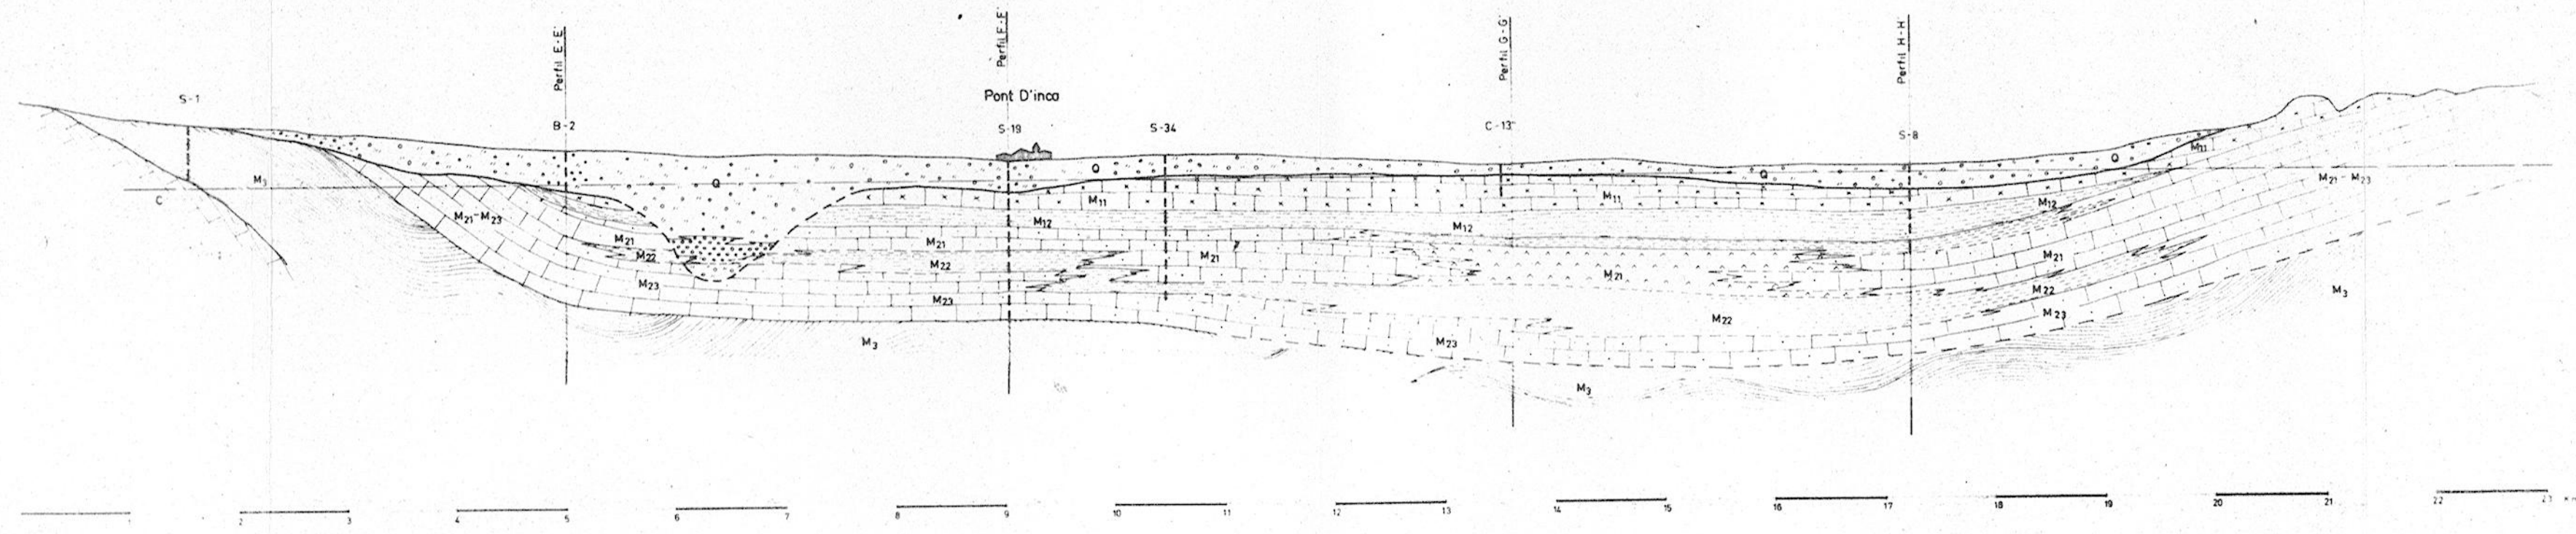 Perfil E-E'
Perfil F-F'
Perfil G-G'
Perfil H-H
Pont D'inca
S-1
B-2
S-19
S-34
C-13
S-8
Q
Q
Q
Q
M11
M11
M11
M3
C
M21-M23
M12
M12
M12
M21 - M23
M21
M22
M23
M21
M22
M23
M21
M21
M22
M23
M21
M22
M23
M3
M3
M3
1 2 3 4 5 6 7 8 9 10 11 12 13 14 15 16 17 18 19 20 21 22 23